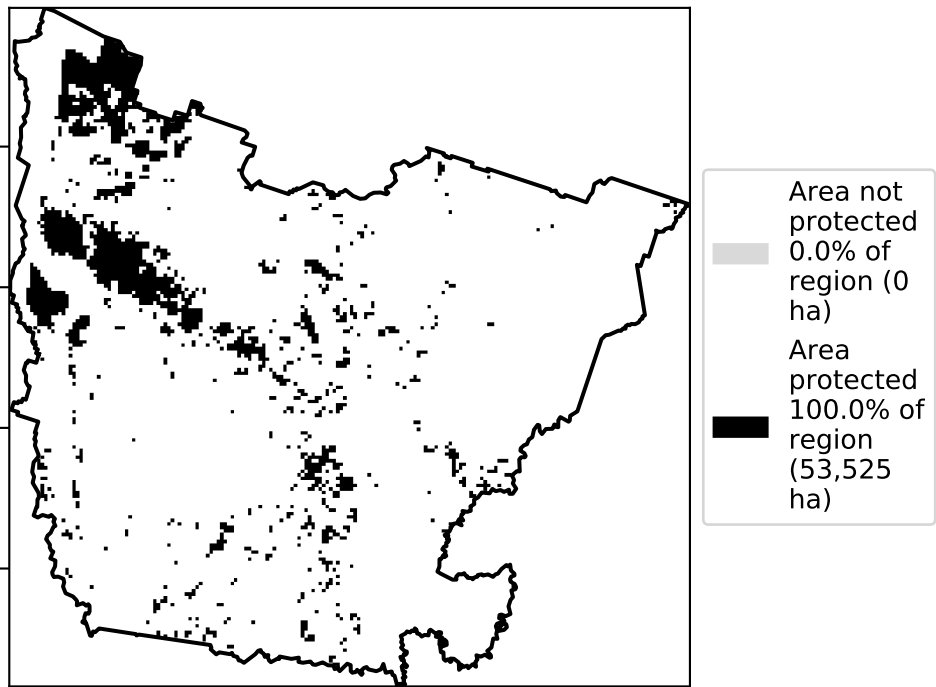 Area not
protected
0.0% of
region (0
ha)
Area
protected
100.0% of
region
(53,525
ha)